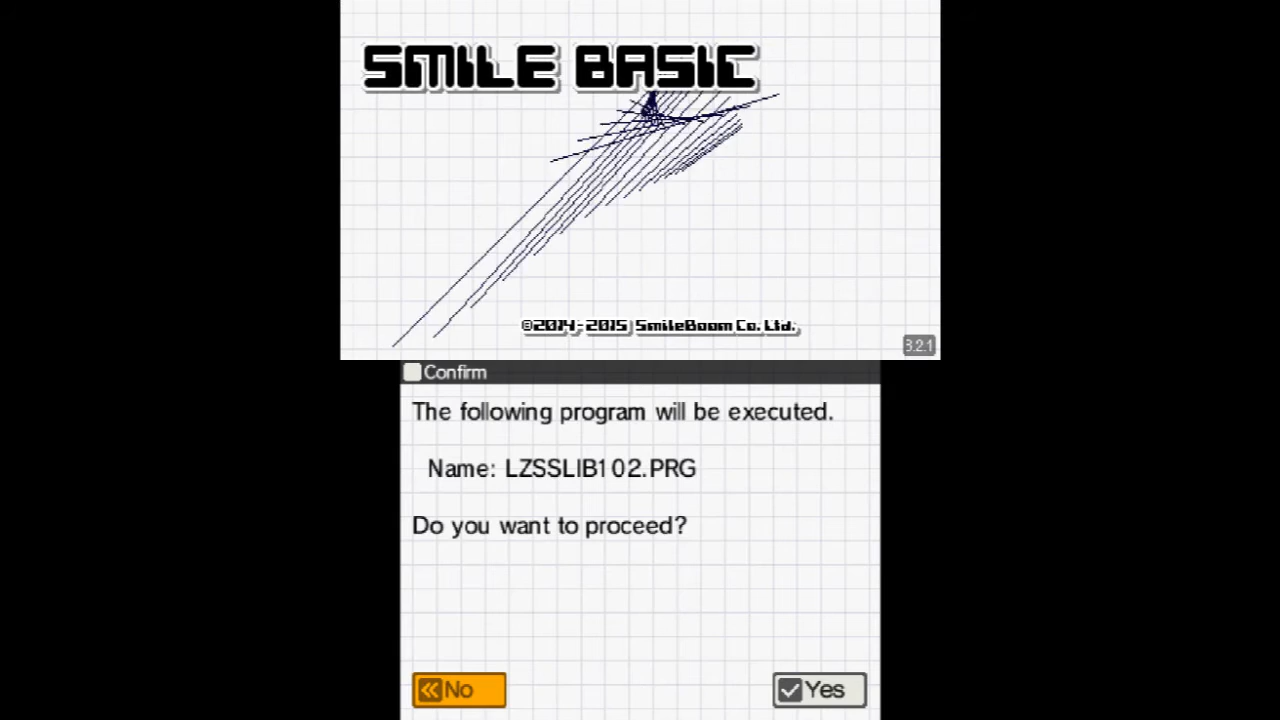 SMILE BASIC
©2014-2015 SmileBoom Co. Ltd.
3.2.1
Confirm
The following program will be executed.
Name: LZSSLIB102.PRG
Do you want to proceed?
No
Yes